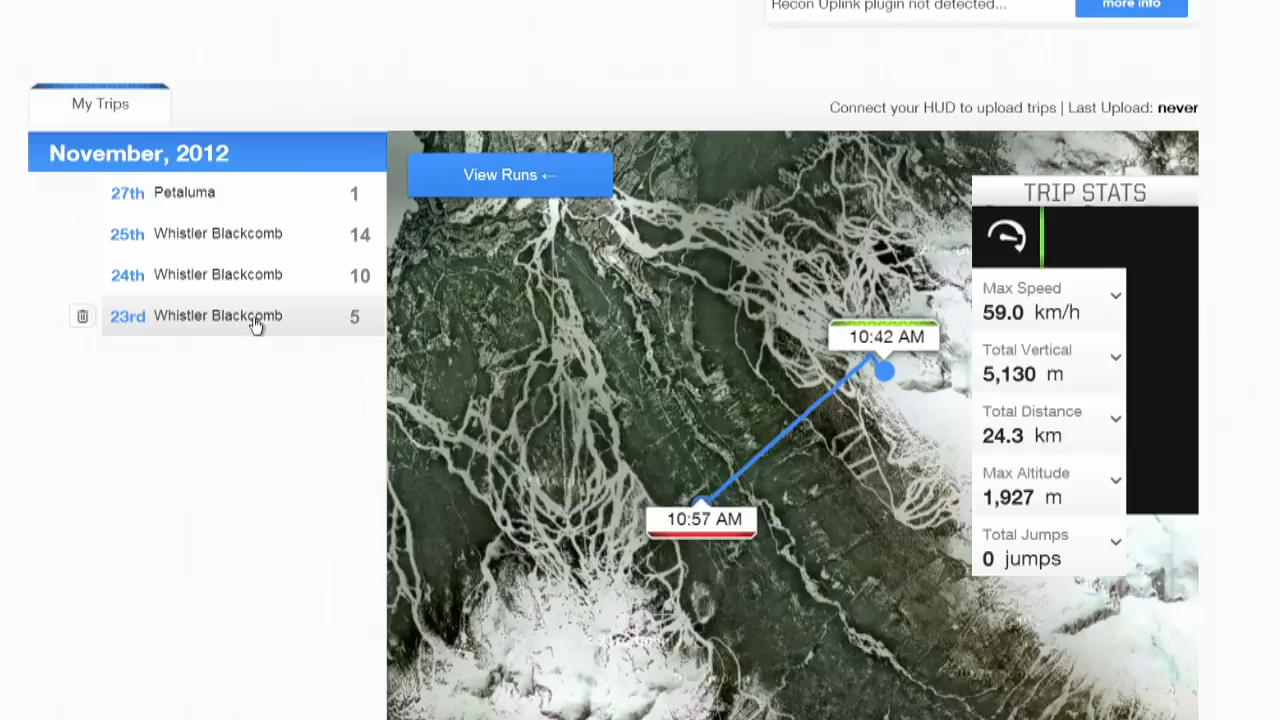 Recon Uplink plugin not detected...
more info
My Trips
Connect your HUD to upload trips | Last Upload: never
November, 2012
27th Petaluma 1
25th Whistler Blackcomb 14
24th Whistler Blackcomb 10
23rd Whistler Blackcomb 5
View Runs ←
TRIP STATS
Max Speed
59.0 km/h
Total Vertical
5,130 m
Total Distance
24.3 km
Max Altitude
1,927 m
Total Jumps
0 jumps
10:42 AM
10:57 AM